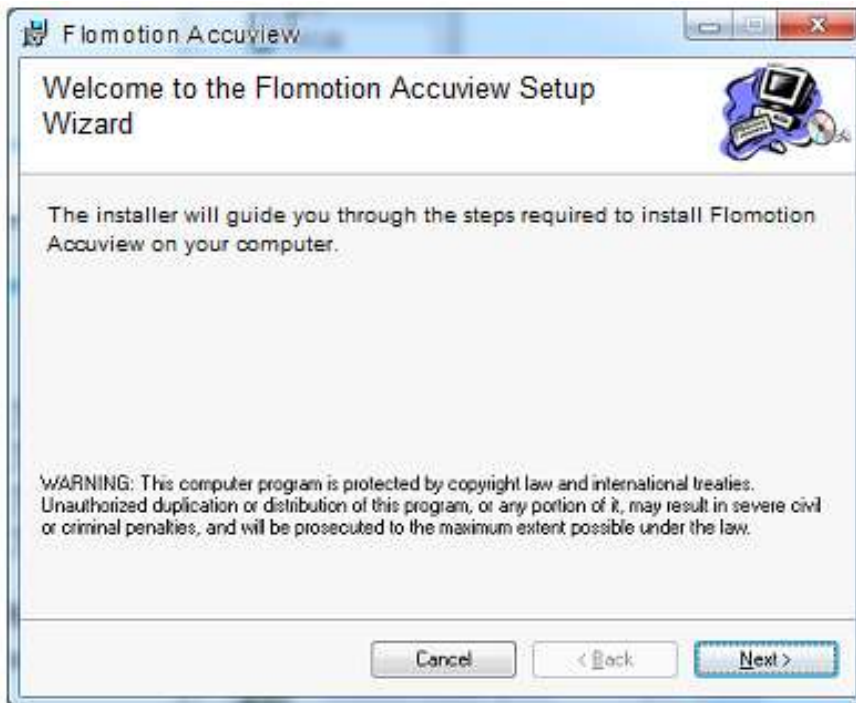 Flomotion Accuview
Welcome to the Flomotion Accuview Setup
Wizard
The installer will guide you through the steps required to install Flomotion
Accuview on your computer.
WARNING: This computer program is protected by copyright law and international treaties.
Unauthorized duplication or distribution of this program, or any portion of it, may result in severe civil
or criminal penalties, and will be prosecuted to the maximum extent possible under the law.
Cancel
< Back
Next >